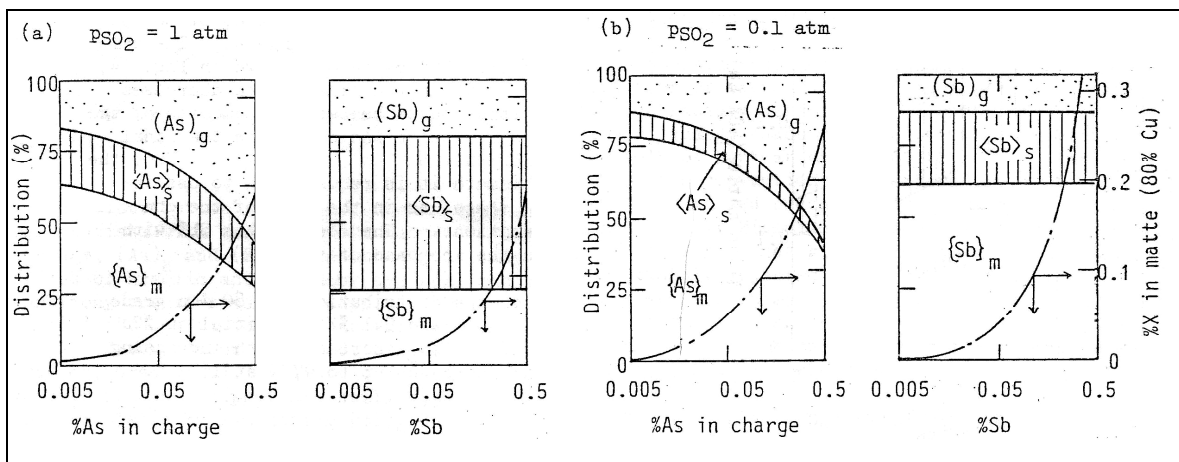 (a) pSO2 = 1 atm
(b) pSO2 = 0.1 atm
Distribution (%)
100
75
50
25
0
(As)g
⟨As⟩s
{As}m
0.005 0.05 0.5
%As in charge
(Sb)g
⟨Sb⟩s
{Sb}m
0.005 0.05 0.5
%Sb
Distribution (%)
100
75
50
25
0
(As)g
⟨As⟩s
{As}m
0.005 0.05 0.5
%As in charge
(Sb)g
⟨Sb⟩s
{Sb}m
0.005 0.05 0.5
%Sb
0.3
0.2
0.1
0
%X in matte (80% Cu)